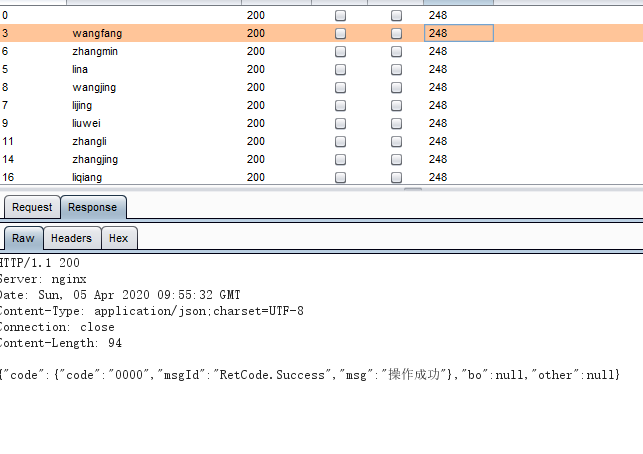 0 200 248
3 wangfang 200 248
6 zhangmin 200 248
5 lina 200 248
8 wangjing 200 248
7 lijing 200 248
9 liuwei 200 248
11 zhangli 200 248
14 zhangjing 200 248
16 liqiang 200 248
Request Response
Raw Headers Hex
HTTP/1.1 200
Server: nginx
Date: Sun, 05 Apr 2020 09:55:32 GMT
Content-Type: application/json;charset=UTF-8
Connection: close
Content-Length: 94
{"code":{"code":"0000","msgId":"RetCode.Success","msg":"操作成功"},"bo":null,"other":null}